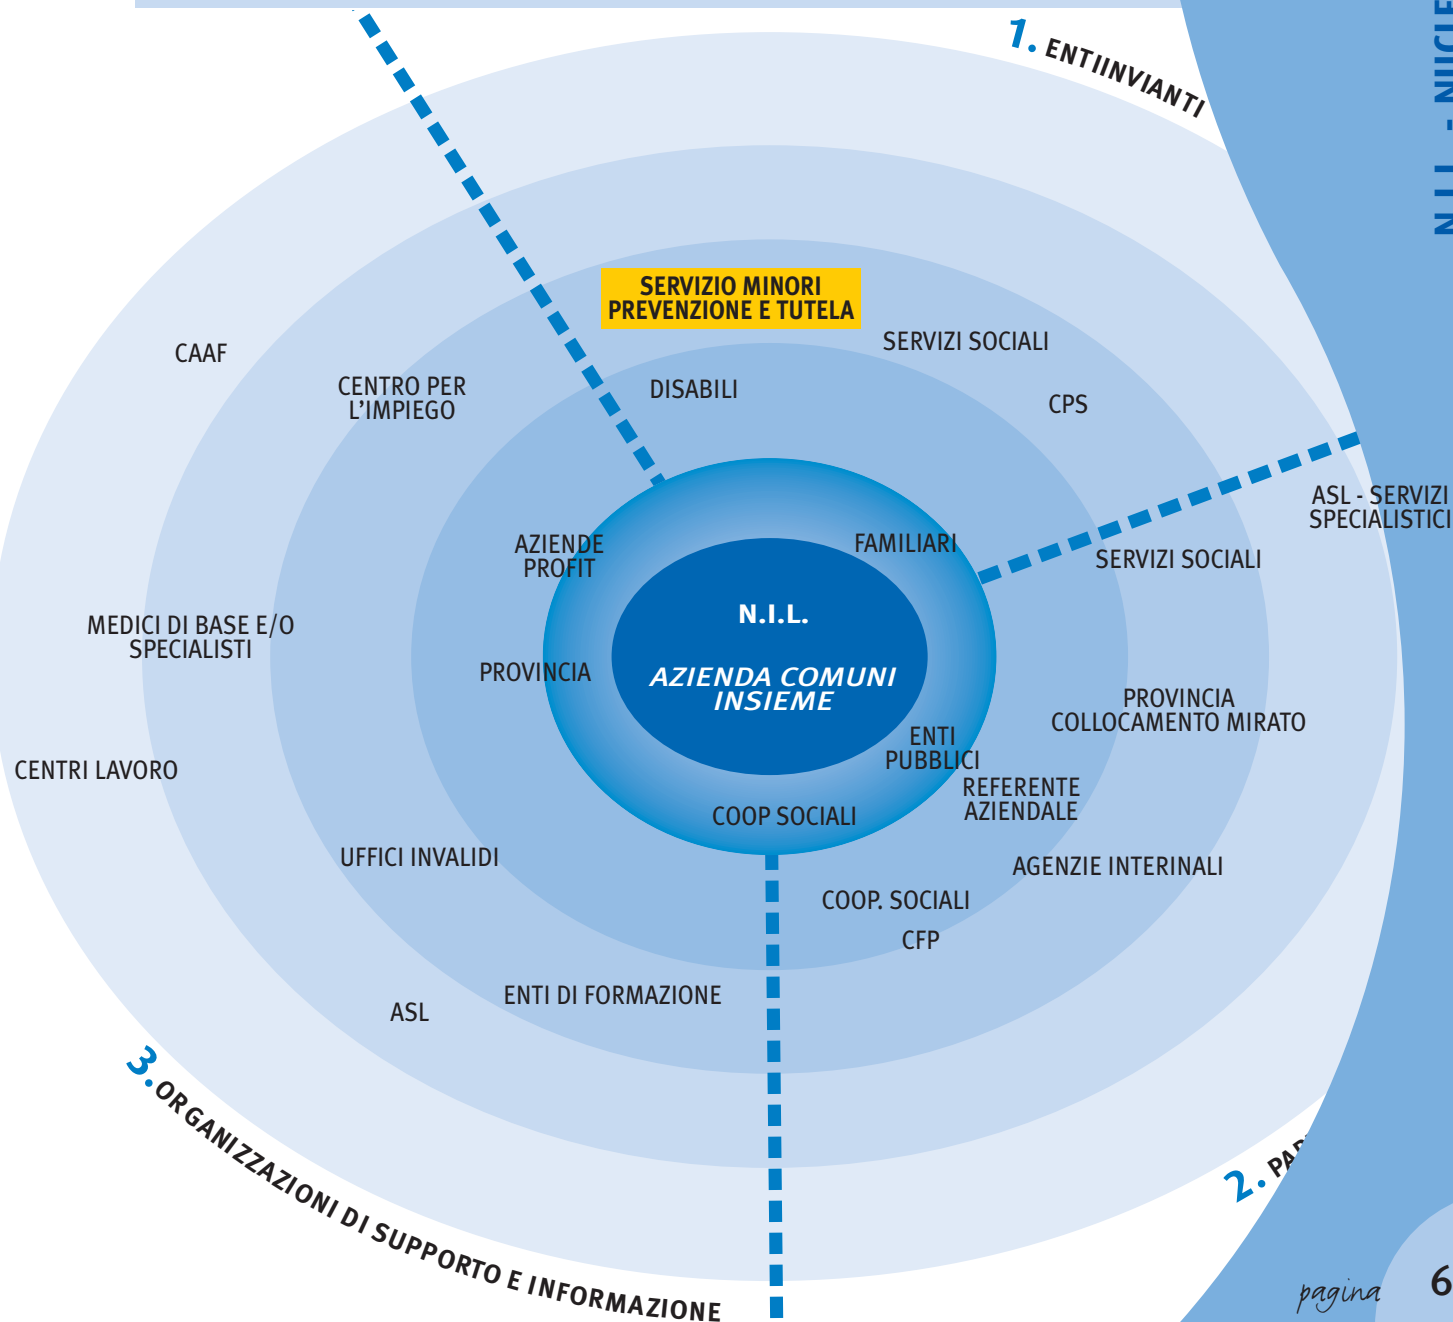 1. ENTIINVIANTI
SERVIZIO MINORI
PREVENZIONE E TUTELA
SERVIZI SOCIALI
CAAF
CENTRO PER
L'IMPIEGO
DISABILI
CPS
ASL - SERVIZI
SPECIALISTICI
AZIENDE
PROFIT
FAMILIARI
SERVIZI SOCIALI
N.I.L.
AZIENDA COMUNI
INSIEME
MEDICI DI BASE E/O
SPECIALISTI
PROVINCIA
PROVINCIA
COLLOCAMENTO MIRATO
ENTI
PUBBLICI
CENTRI LAVORO
REFERENTE
AZIENDALE
COOP SOCIALI
UFFICI INVALIDI
AGENZIE INTERINALI
COOP. SOCIALI
CFP
ENTI DI FORMAZIONE
ASL
3. ORGANIZZAZIONI DI SUPPORTO E INFORMAZIONE
2.
pagina 6